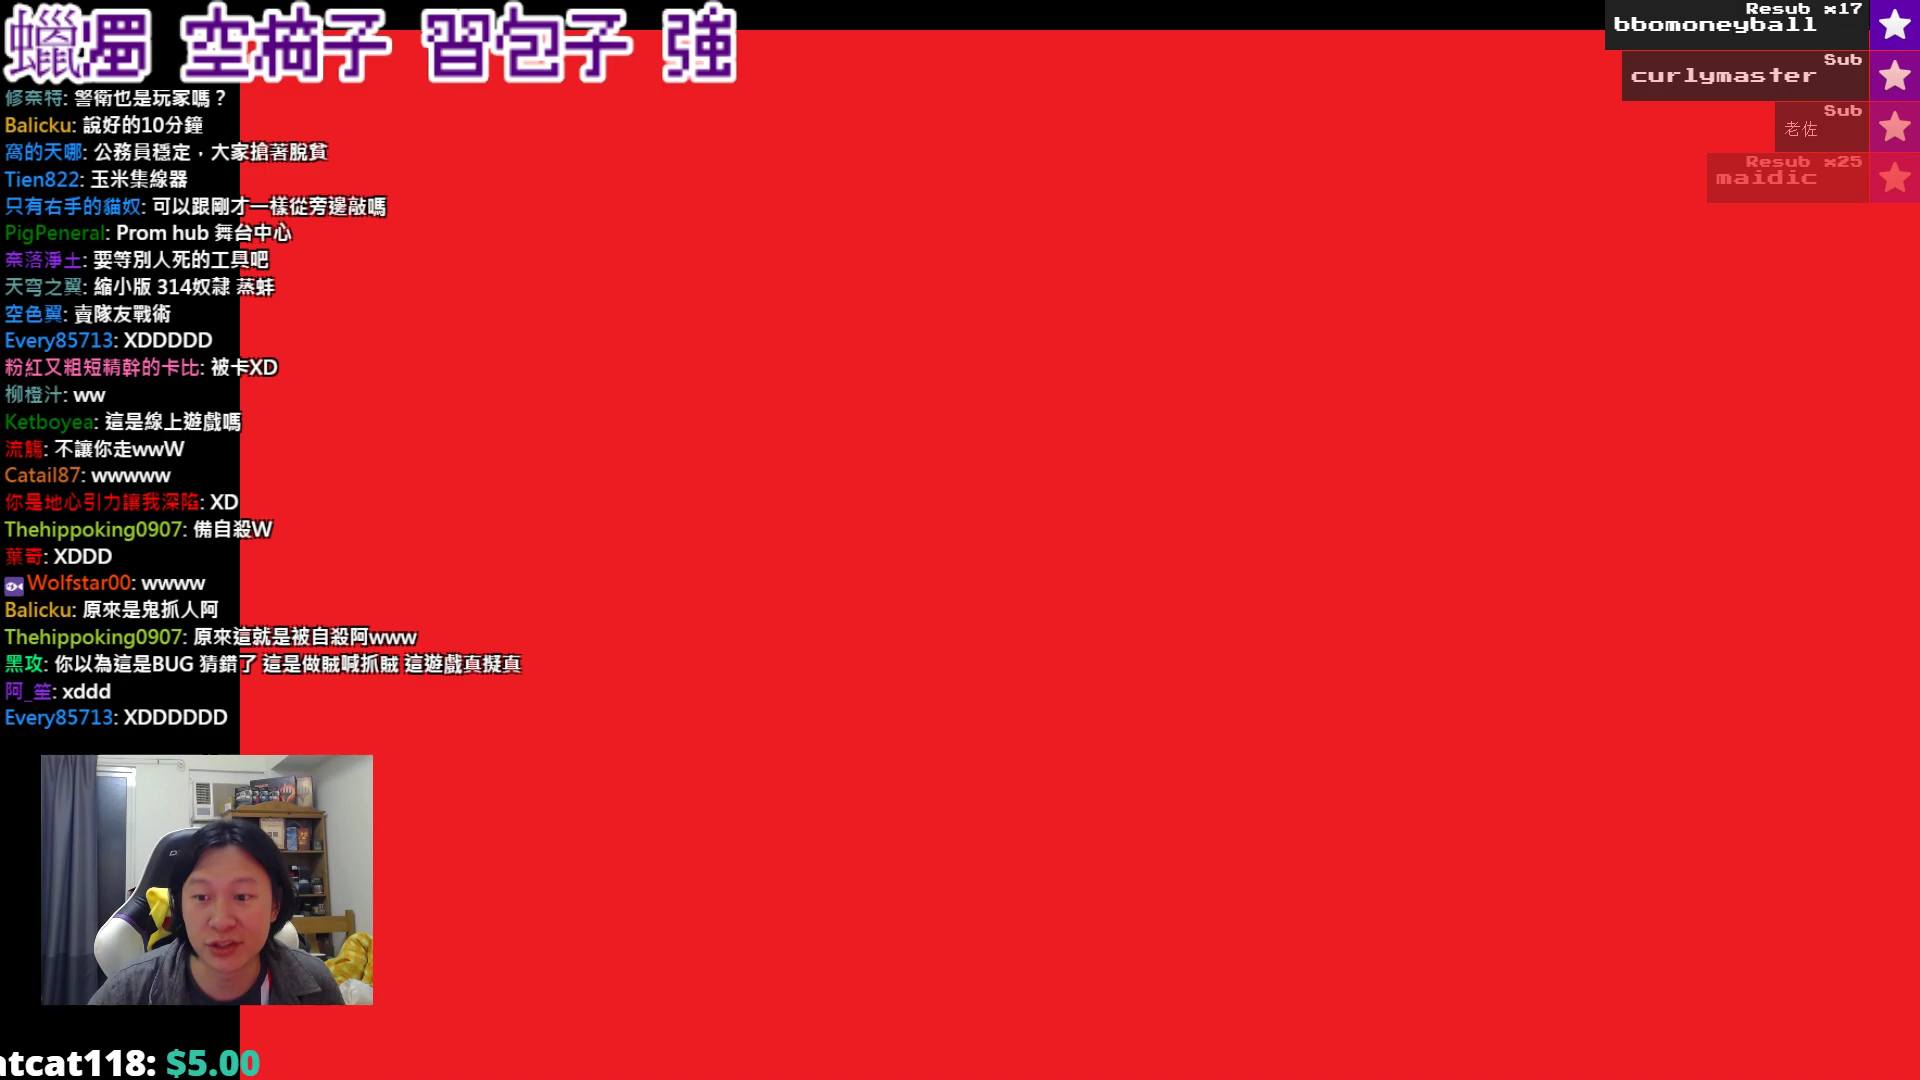 蠟燭 空抽子 習包子 強
修奈特: 警衛也是玩家嗎？
Balicku: 說好的10分鐘
窩的天哪: 公務員穩定，大家搶著脫貧
Tien822: 玉米集線器
只有右手的貓奴: 可以跟剛才一樣從旁邊敲嗎
PigPeneral: Prom hub 舞台中心
奈落淨土: 要等別人死的工具吧
天穹之翼: 縮小版 314奴隸 蒸蚌
空色翼: 賣隊友戰術
Every85713: XDDDDD
粉紅又粗短精幹的卡比: 被卡XD
柳橙汁: ww
Ketboyea: 這是線上遊戲嗎
流觴: 不讓你走wwW
Catail87: wwwww
你是地心引力讓我深陷: XD
Thehippoking0907: 備自殺W
葉奇: XDDD
Wolfstar00: wwww
Balicku: 原來是鬼抓人阿
Thehippoking0907: 原來這就是被自殺阿www
黑攻: 你以為這是BUG 猜錯了 這是做賊喊抓賊 這遊戲真擬真
阿_笙: xddd
Every85713: XDDDDDD
atcat118: $5.00
Resub x17
bbomoneyball
Sub
curlymaster
Sub
老佐
Resub x25
maidic